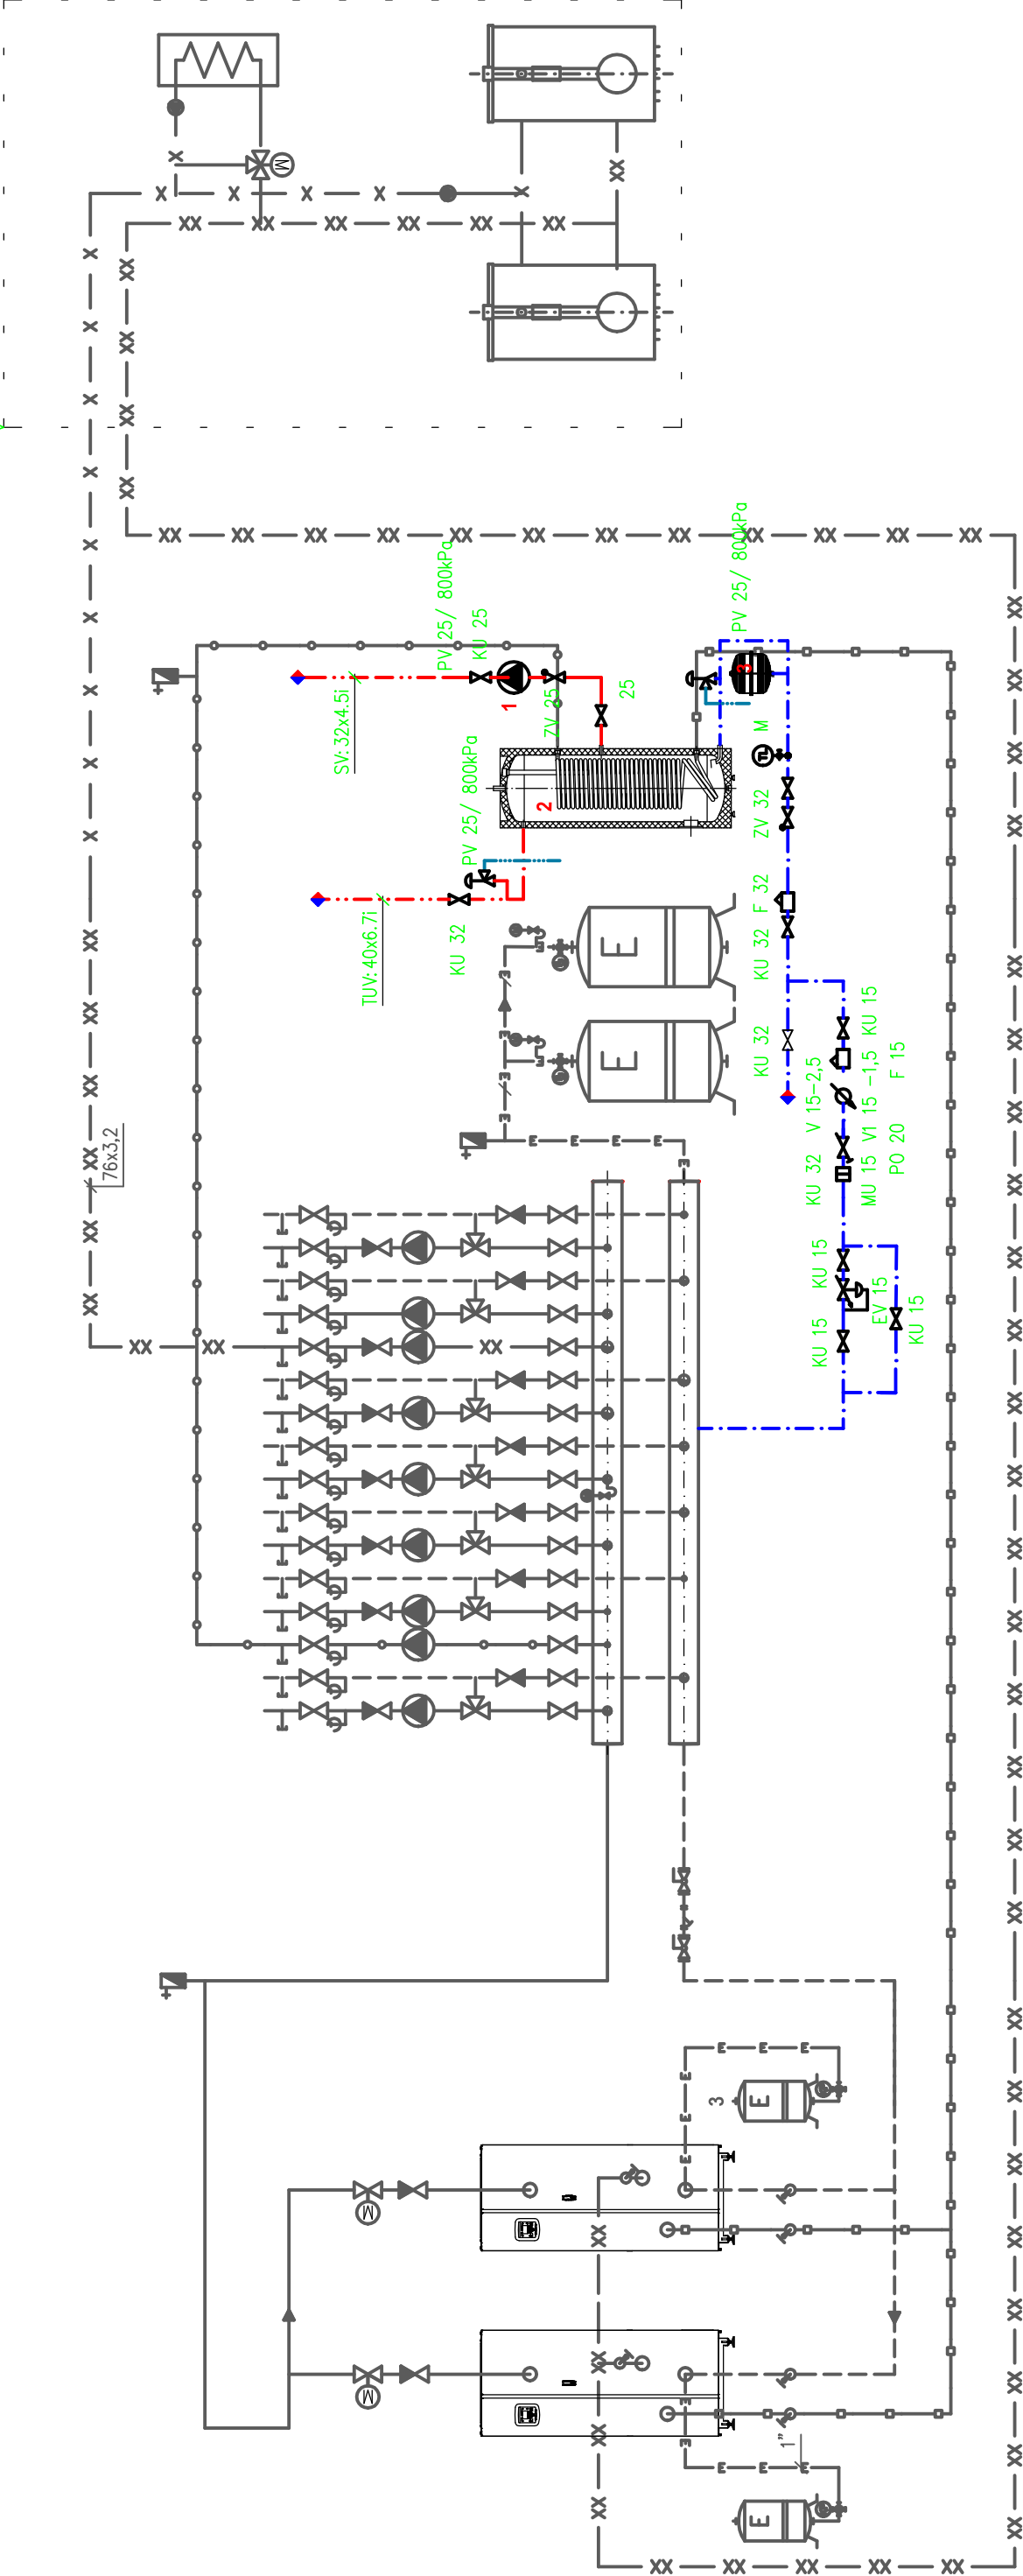 M
XX
X
76x3,2
SV: 32x4.5i
PV 25/ 800kPa
KU 25
1
ZV 25
25
PV 25/ 800kPa
3
M
TL
2
PV 25/ 800kPa
TUV: 40x6.7i
KU 32
ZV 32
F 32
KU 32
E
E
KU 32
V 15-2,5
KU 15
KU 32
MU 15
V1 15 -1,5
PO 20
F 15
KU 15
EV 15
KU 15
KU 15
3
E
M
M
1"
E